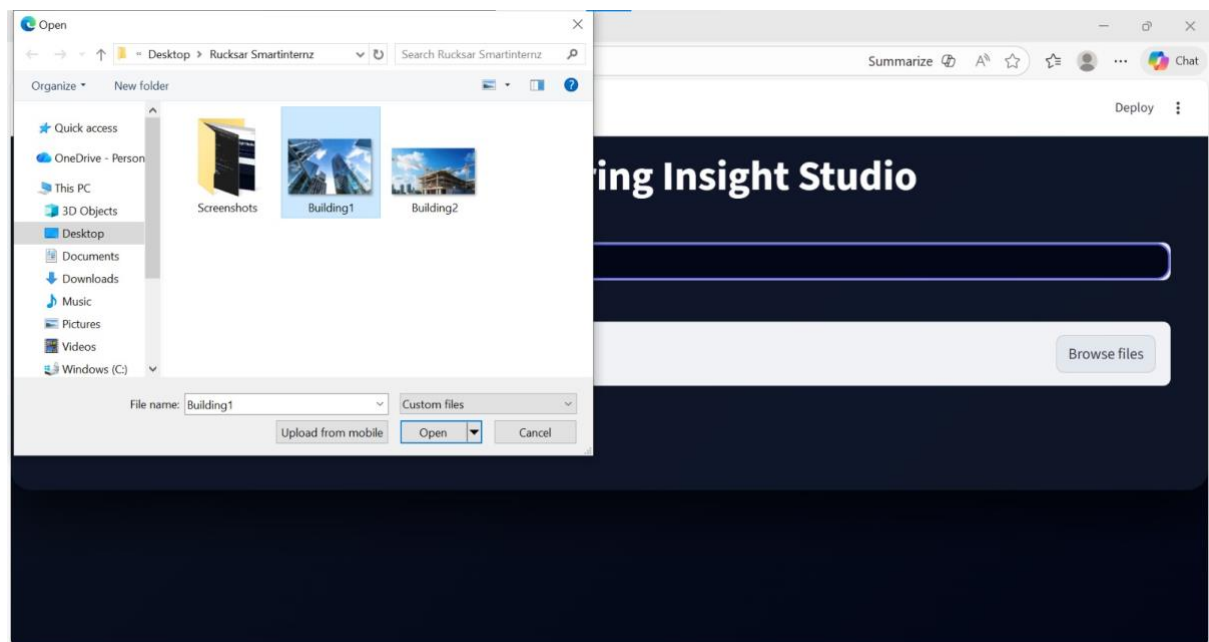 Open
Desktop > Rucksar Smartinternz
Search Rucksar Smartinternz
Organize
New folder
Quick access
OneDrive - Person
This PC
3D Objects
Desktop
Documents
Downloads
Music
Pictures
Videos
Windows (C:)
Screenshots
Building1
Building2
File name:
Building1
Custom files
Upload from mobile
Open
Cancel
Summarize
Chat
Deploy
ring Insight Studio
Browse files